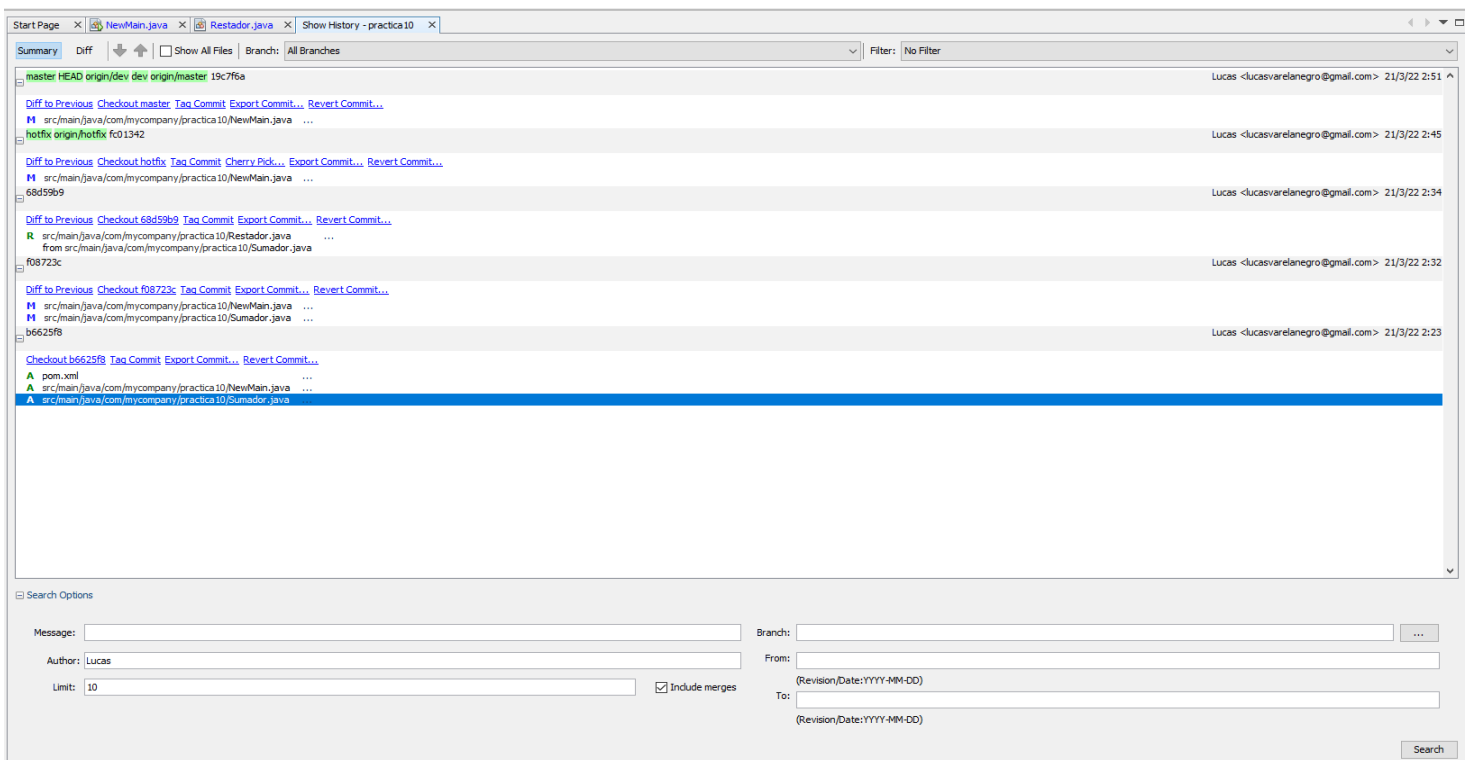 Start Page NewMain.java Restador.java Show History - practica10
Summary Diff Show All Files Branch: All Branches Filter: No Filter
master HEAD origin/dev dev origin/master 19c7f6a Lucas <lucasvarelanegro@gmail.com> 21/3/22 2:51
Diff to Previous Checkout master Tag Commit Export Commit... Revert Commit...
M src/main/java/com/mycompany/practica10/NewMain.java ...
hotfix origin/hotfix fc01342 Lucas <lucasvarelanegro@gmail.com> 21/3/22 2:45
Diff to Previous Checkout hotfix Tag Commit Cherry Pick... Export Commit... Revert Commit...
M src/main/java/com/mycompany/practica10/NewMain.java ...
68d59b9 Lucas <lucasvarelanegro@gmail.com> 21/3/22 2:34
Diff to Previous Checkout 68d59b9 Tag Commit Export Commit... Revert Commit...
R src/main/java/com/mycompany/practica10/Restador.java ...
from src/main/java/com/mycompany/practica10/Sumador.java
f08723c Lucas <lucasvarelanegro@gmail.com> 21/3/22 2:32
Diff to Previous Checkout f08723c Tag Commit Export Commit... Revert Commit...
M src/main/java/com/mycompany/practica10/NewMain.java ...
M src/main/java/com/mycompany/practica10/Sumador.java ...
b6625f8 Lucas <lucasvarelanegro@gmail.com> 21/3/22 2:23
Checkout b6625f8 Tag Commit Export Commit... Revert Commit...
A pom.xml ...
A src/main/java/com/mycompany/practica10/NewMain.java ...
A src/main/java/com/mycompany/practica10/Sumador.java ...
Search Options
Message: Branch: ...
Author: Lucas From:
Limit: 10 Include merges (Revision/Date:YYYY-MM-DD)
To:
(Revision/Date:YYYY-MM-DD)
Search